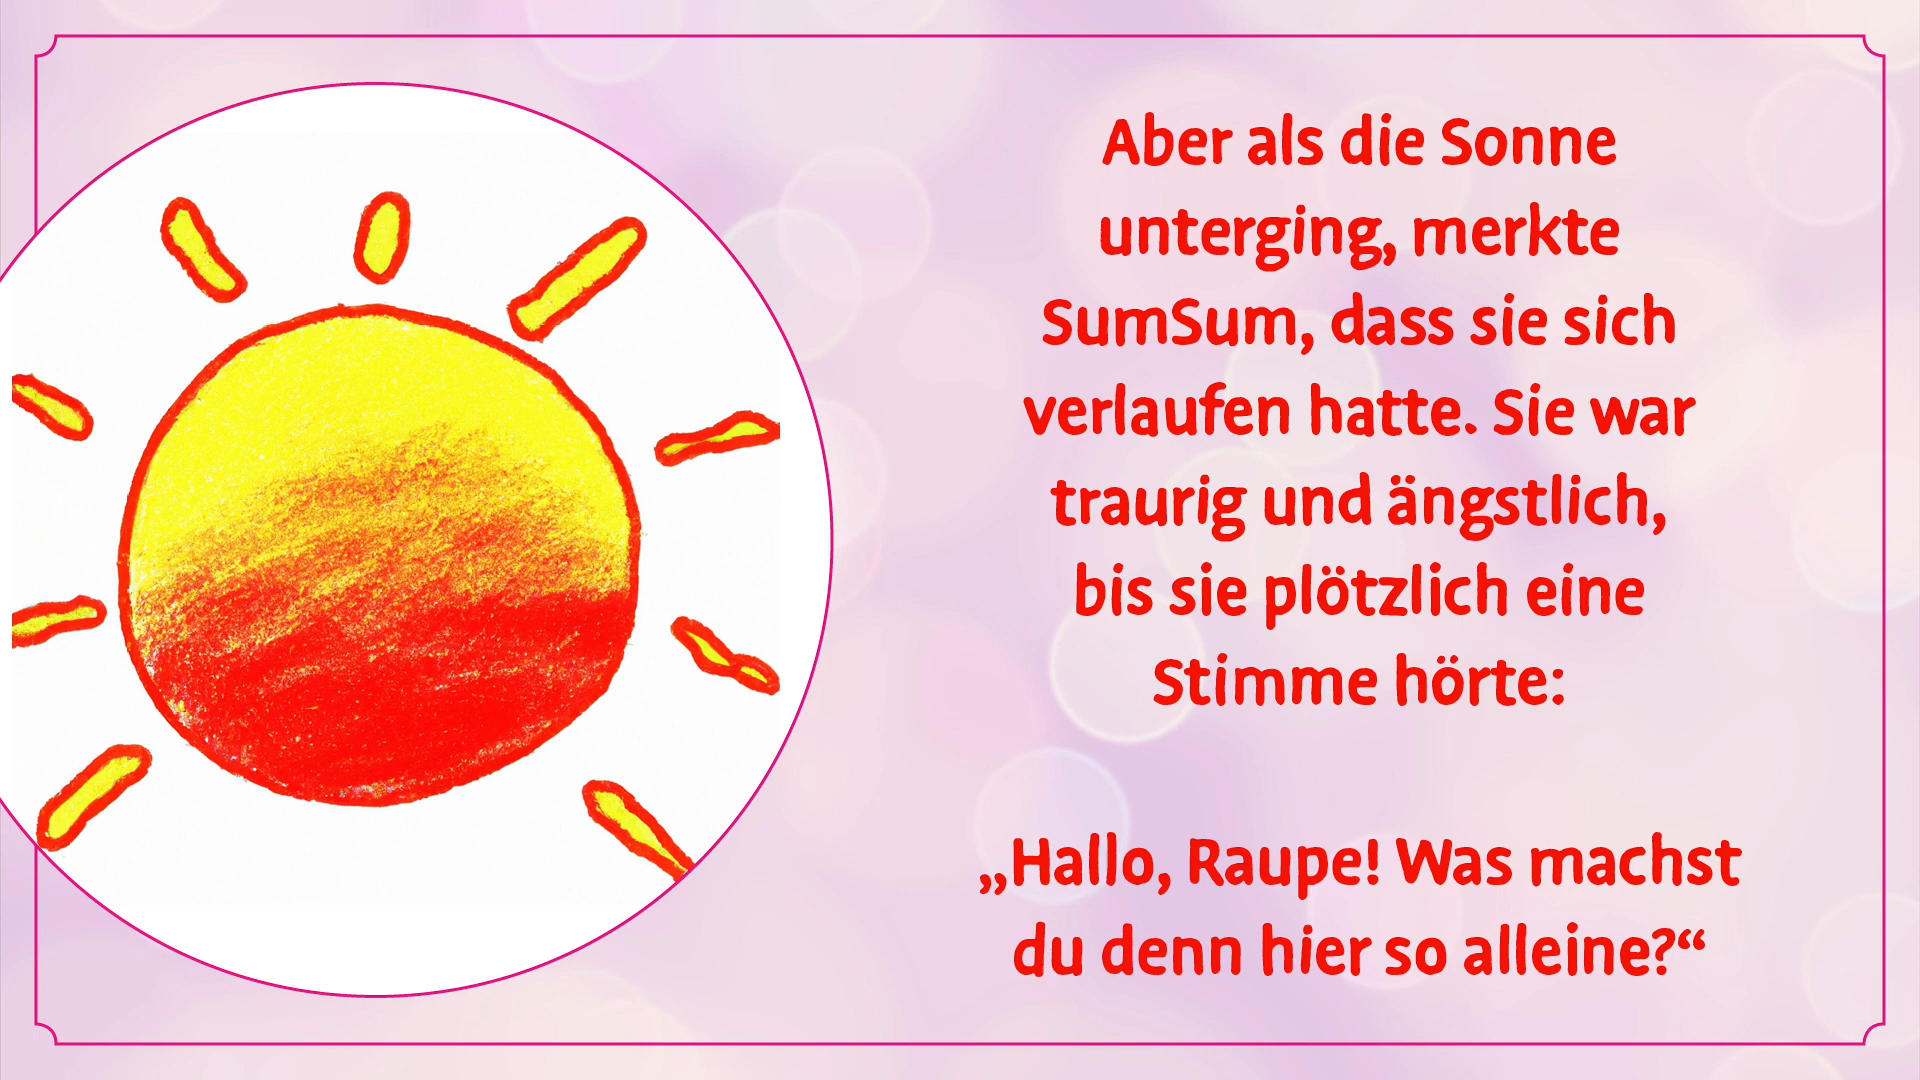 Aber als die Sonne
unterging, merkte
SumSum, dass sie sich
verlaufen hatte. Sie war
traurig und ängstlich,
bis sie plötzlich eine
Stimme hörte:
„Hallo, Raupe! Was machst
du denn hier so alleine?“